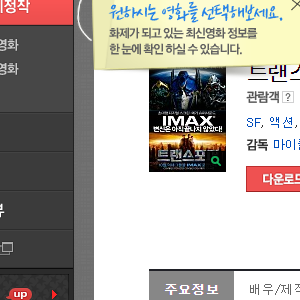 정작
원하시는 영화를 선택해보세요.
화제가 되고 있는 최신영화 정보를
한 눈에 확인 하실 수 있습니다.
영화
영화
트랜스
관람객 ?
IMAX
변신은 아직 끝나지 않았다!
트랜스포
SF, 액션,
감독 마이클
다운로드
up
주요정보
배우/제작